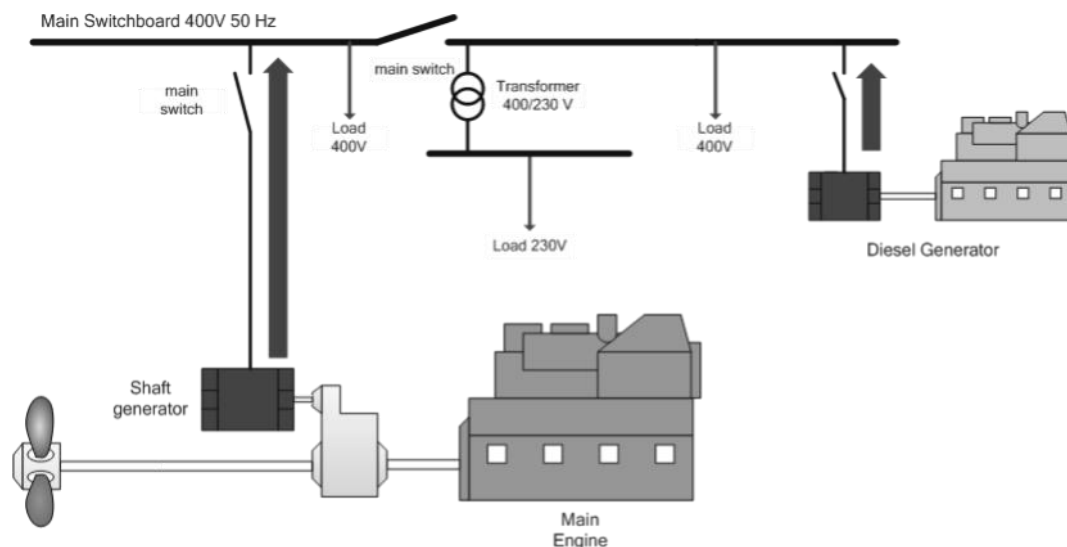 Main Switchboard 400V 50 Hz
main
switch
main switch
Transformer
400/230 V
Load
400V
Load
400V
Load 230V
Diesel Generator
Shaft
generator
Main
Engine